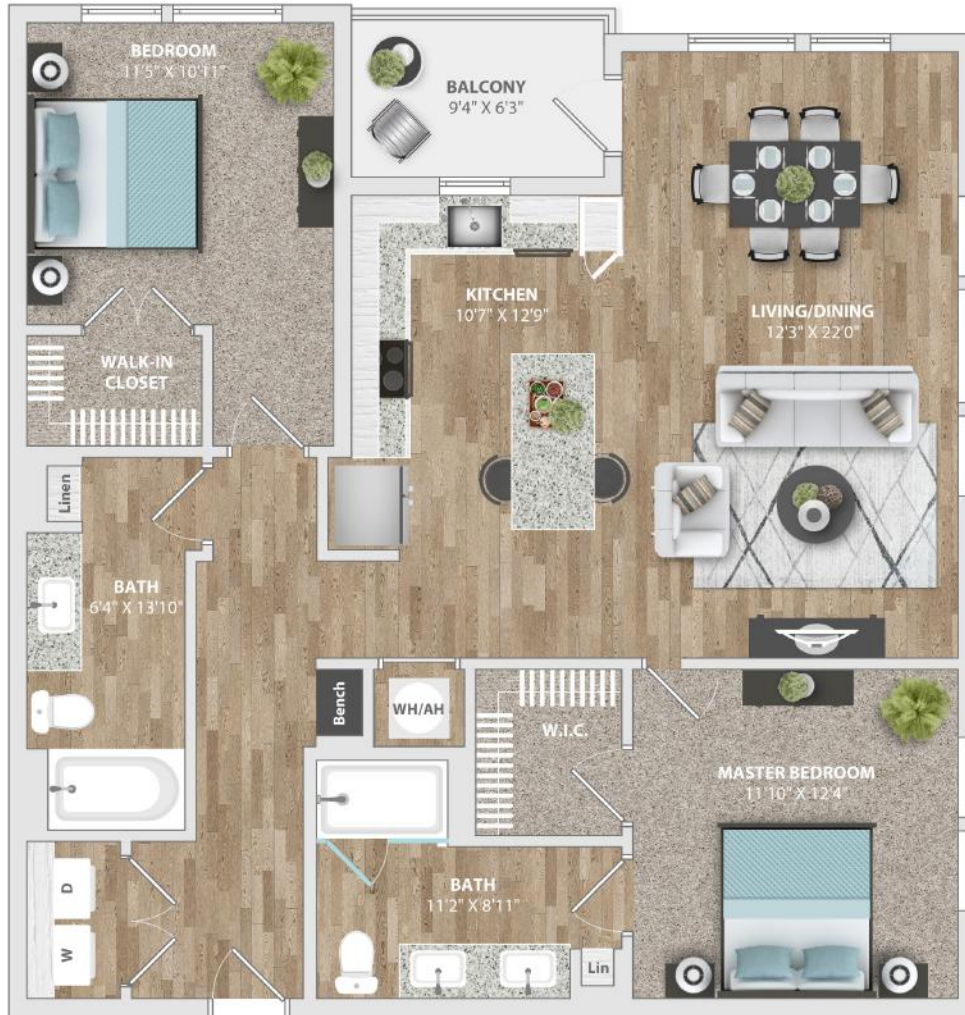 BEDROOM
11'5" X 10'11"
BALCONY
9'4" X 6'3"
KITCHEN
10'7" X 12'9"
LIVING/DINING
12'3" X 22'0"
WALK-IN
CLOSET
Linen
BATH
6'4" X 13'10"
Bench
WH/AH
W.I.C.
MASTER BEDROOM
11'10" X 12'4"
D
W
BATH
11'2" X 8'11"
Lin